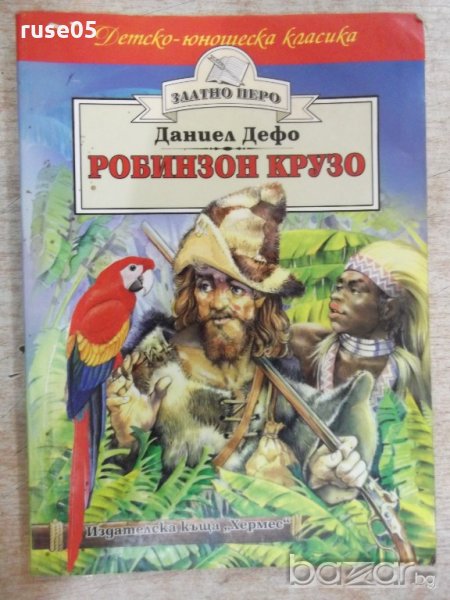 ruse05
Детско-юношеска класика
ЗЛАТНО ПЕРО
Даниел Дефо
РОБИНЗОН КРУЗО
Издателска къща „Хермес“
bazar.bg